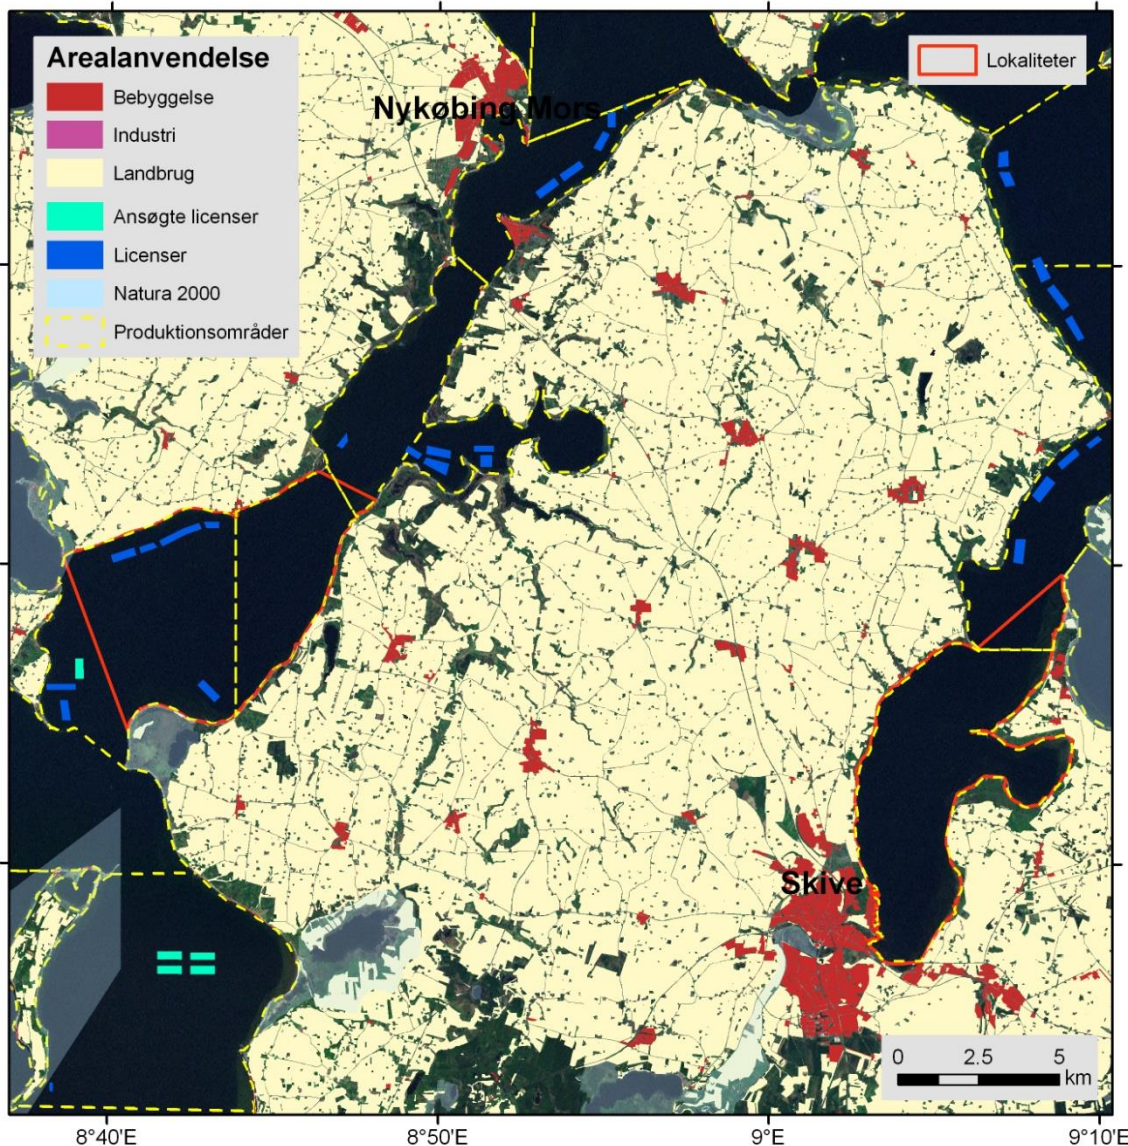 Arealanvendelse
Bebyggelse
Industri
Landbrug
Ansøgte licenser
Licenser
Natura 2000
Produktionsområder
Lokaliteter
Nykøbing Mors
Skive
0 2.5 5
km
8°40'E 8°50'E 9°E 9°10'E